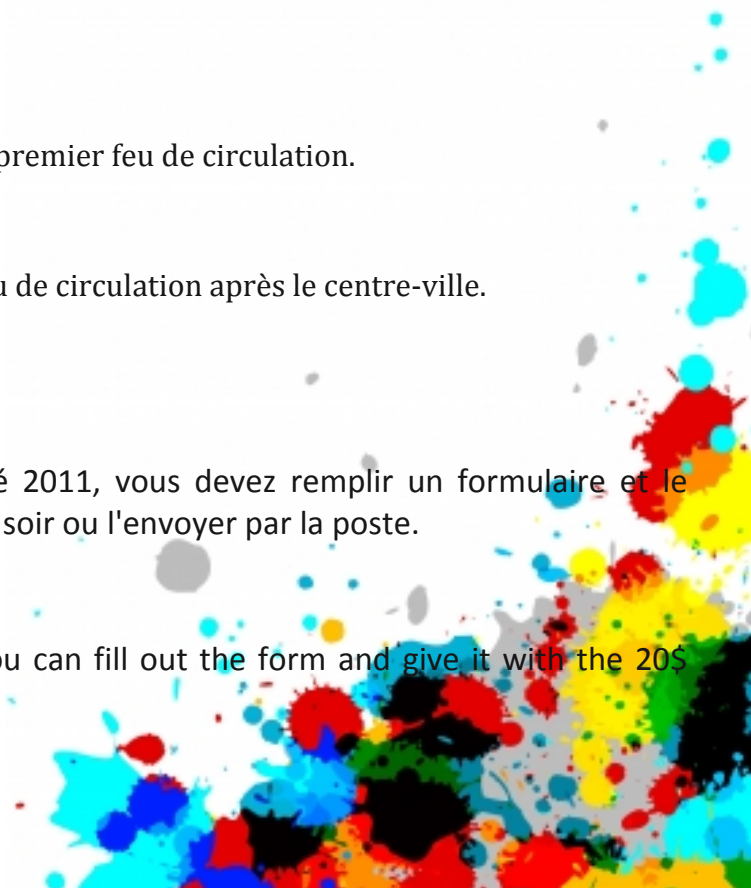 premier feu de circulation.
de circulation après le centre-ville.
2011, vous devez remplir un formulaire et le
soir ou l'envoyer par la poste.
can fill out the form and give it with the 20$